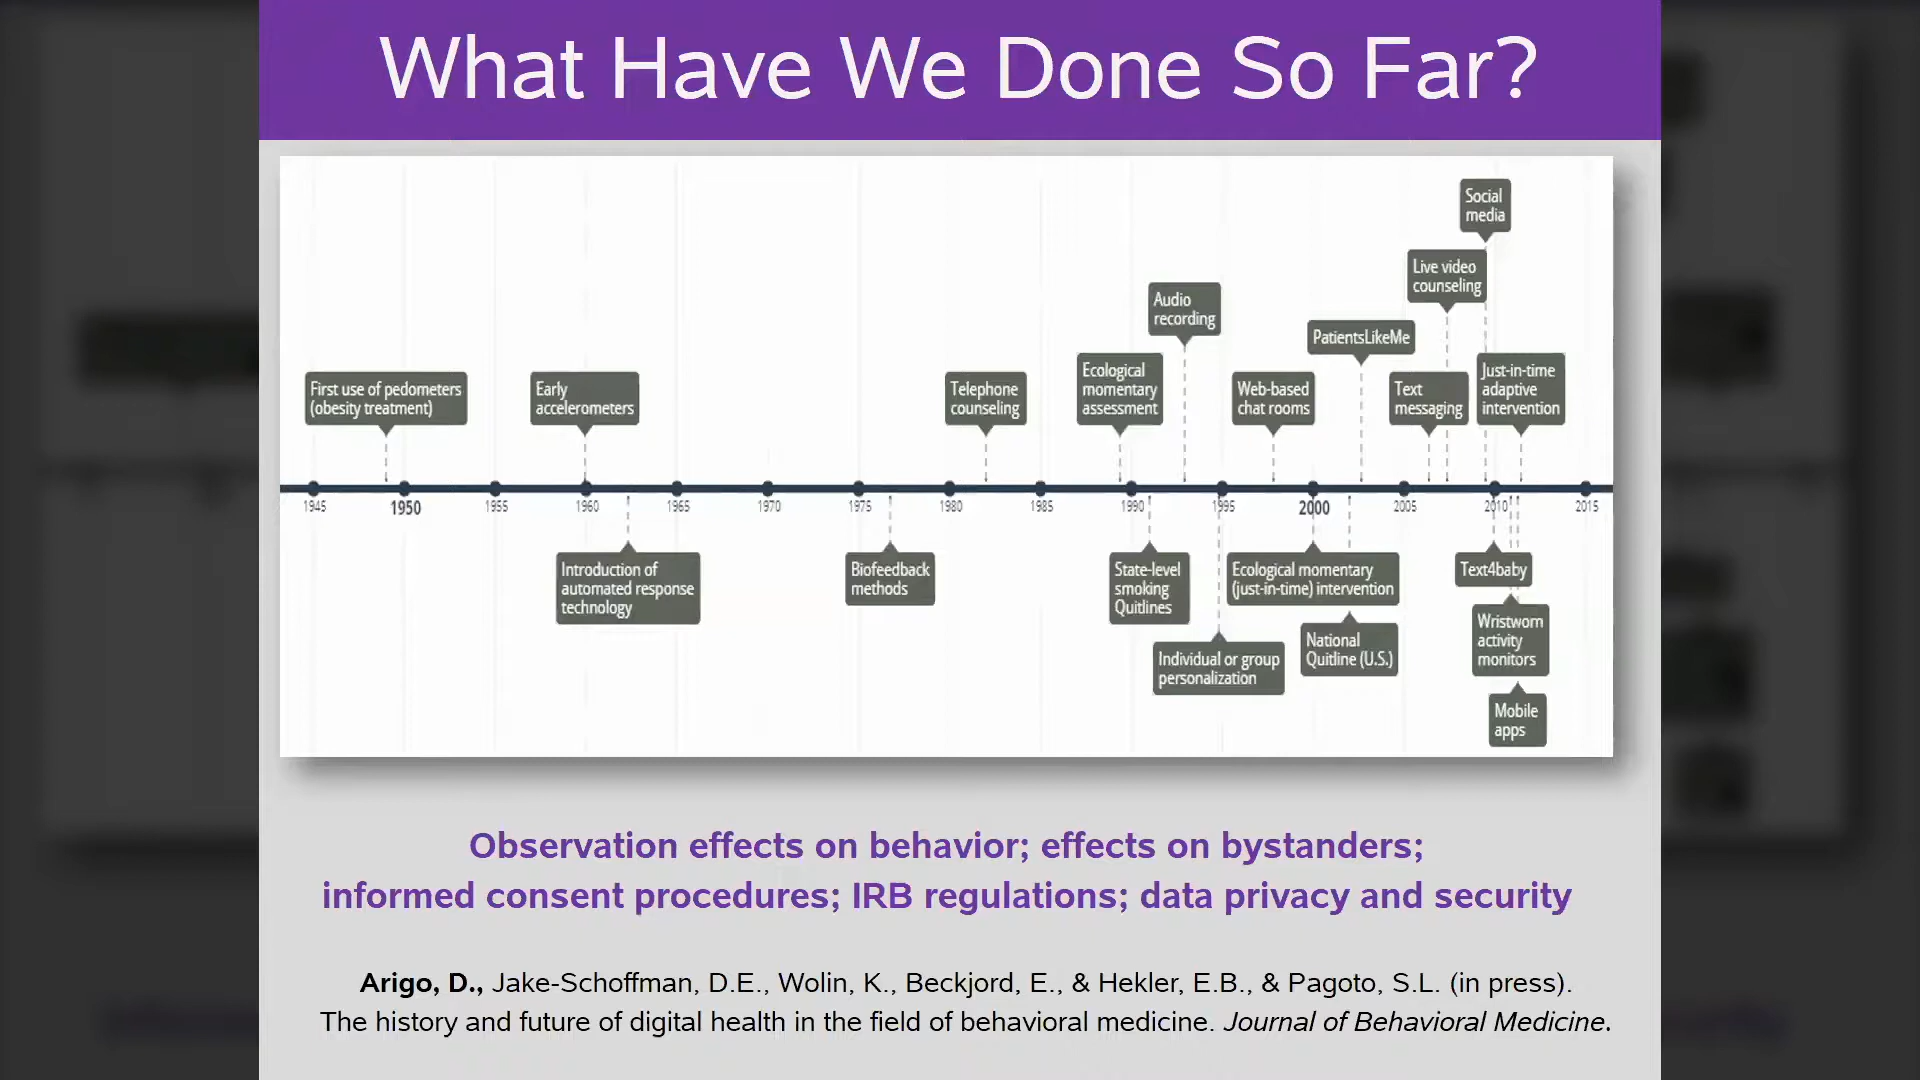 What Have We Done So Far?
Social
media
Live video
counseling
Audio
recording
PatientsLikeMe
Ecological
momentary
assessment
Just-in-time
adaptive
intervention
First use of pedometers
(obesity treatment)
Early
accelerometers
Telephone
counseling
Web-based
chat rooms
Text
messaging
1945 1950 1955 1960 1965 1970 1975 1980 1985 1990 1995 2000 2005 2010 2015
Introduction of
automated response
technology
Biofeedback
methods
State-level
smoking
Quitlines
Ecological momentary
(just-in-time) intervention
Text4baby
Wristworn
activity
monitors
National
Quitline (U.S.)
Individual or group
personalization
Mobile
apps
Observation effects on behavior; effects on bystanders;
informed consent procedures; IRB regulations; data privacy and security
Arigo, D., Jake-Schoffman, D.E., Wolin, K., Beckjord, E., & Hekler, E.B., & Pagoto, S.L. (in press).
The history and future of digital health in the field of behavioral medicine. Journal of Behavioral Medicine.